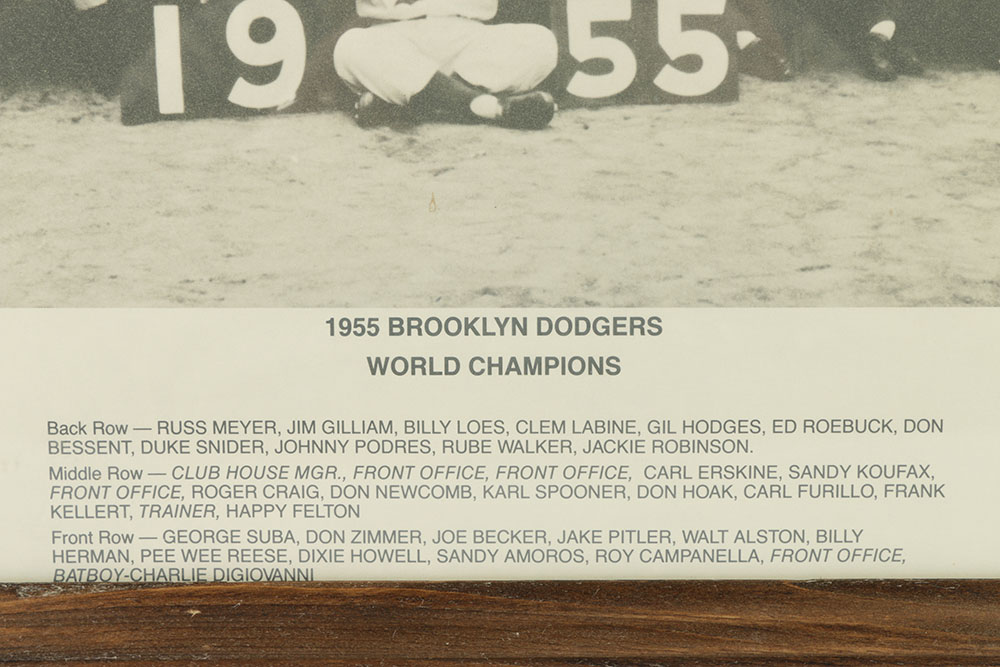 1955
1955 BROOKLYN DODGERS
WORLD CHAMPIONS
Back Row — RUSS MEYER, JIM GILLIAM, BILLY LOES, CLEM LABINE, GIL HODGES, ED ROEBUCK, DON
BESSENT, DUKE SNIDER, JOHNNY PODRES, RUBE WALKER, JACKIE ROBINSON.
Middle Row — CLUB HOUSE MGR., FRONT OFFICE, FRONT OFFICE, CARL ERSKINE, SANDY KOUFAX,
FRONT OFFICE, ROGER CRAIG, DON NEWCOMB, KARL SPOONER, DON HOAK, CARL FURILLO, FRANK
KELLERT, TRAINER, HAPPY FELTON
Front Row — GEORGE SUBA, DON ZIMMER, JOE BECKER, JAKE PITLER, WALT ALSTON, BILLY
HERMAN, PEE WEE REESE, DIXIE HOWELL, SANDY AMOROS, ROY CAMPANELLA, FRONT OFFICE,
BATBOY-CHARLIE DIGIOVANNI